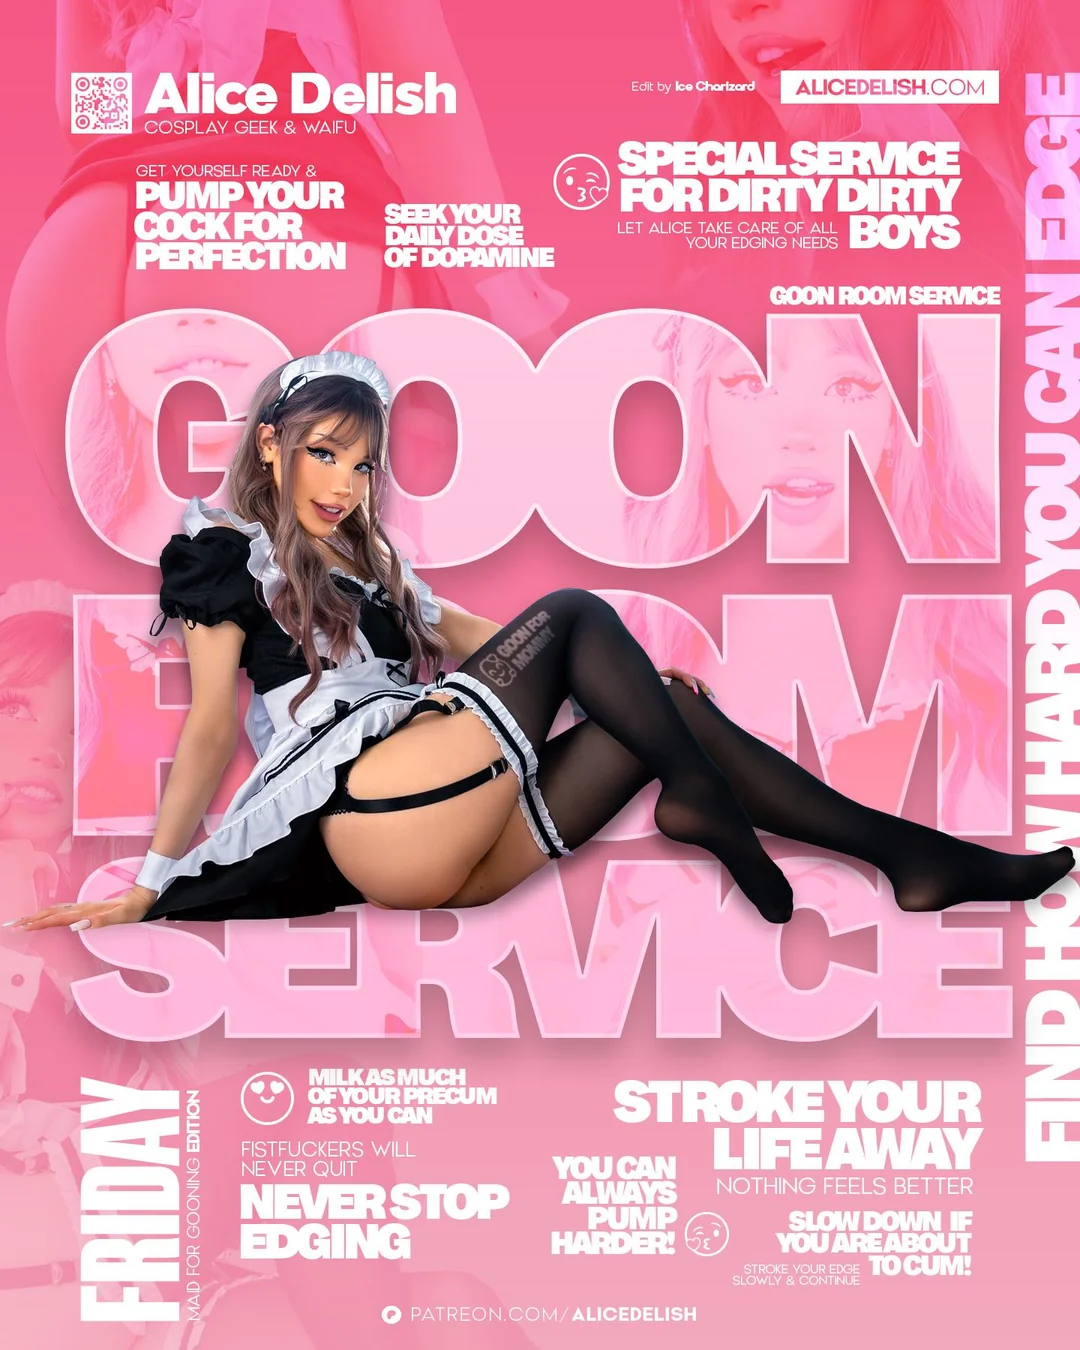 Alice Delish
COSPLAY GEEK & WAIFU
Edit by Ice Charizard
ALICEDELISH.COM
GET YOURSELF READY &
PUMP YOUR
COCK FOR
PERFECTION
SEEK YOUR
DAILY DOSE
OF DOPAMINE
SPECIAL SERVICE
FOR DIRTY DIRTY
BOYS
LET ALICE TAKE CARE OF ALL
YOUR EDGING NEEDS
GOON ROOM SERVICE
GOON
ROOM
SERVICE
GOON FOR
MOMMY
FIND HOW HARD YOU CAN EDGE
FRIDAY
MAID FOR GOONING EDITION
MILK AS MUCH
OF YOUR PRECUM
AS YOU CAN
FISTFUCKERS WILL
NEVER QUIT
NEVER STOP
EDGING
STROKE YOUR
LIFE AWAY
NOTHING FEELS BETTER
YOU CAN
ALWAYS
PUMP
HARDER!
SLOW DOWN IF
YOU ARE ABOUT
TO CUM!
STROKE YOUR EDGE
SLOWLY & CONTINUE
PATREON.COM/ALICEDELISH